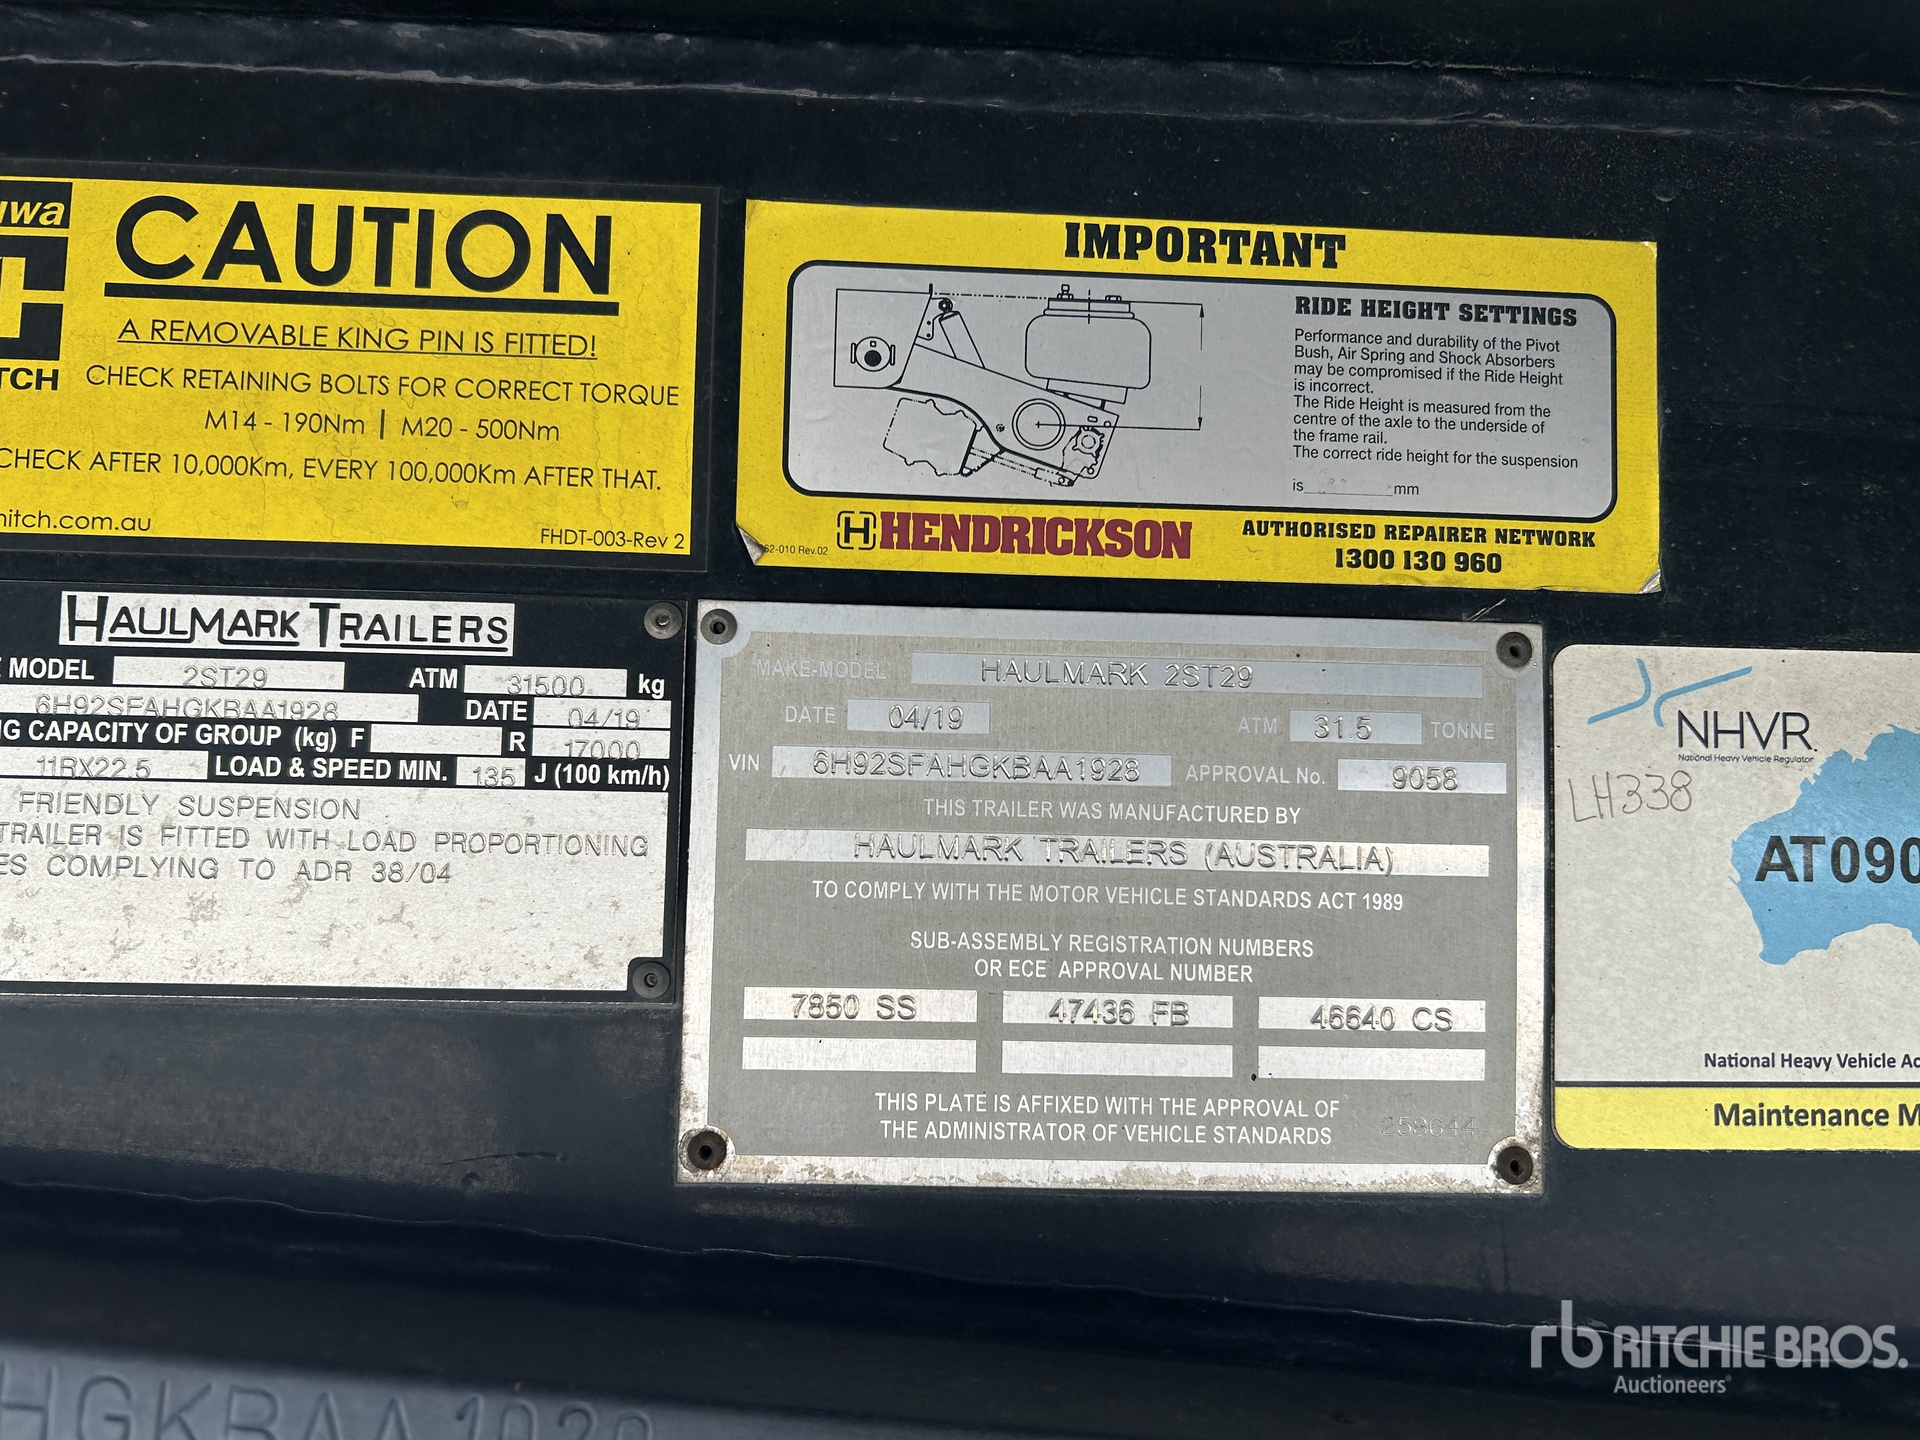 CAUTION
A REMOVABLE KING PIN IS FITTED!
CHECK RETAINING BOLTS FOR CORRECT TORQUE
M14 - 190Nm | M20 - 500Nm
CHECK AFTER 10,000Km, EVERY 100,000Km AFTER THAT.
hitch.com.au
FHDT-003-Rev 2
IMPORTANT
RIDE HEIGHT SETTINGS
Performance and durability of the Pivot
Bush, Air Spring and Shock Absorbers
may be compromised if the Ride Height
is incorrect.
The Ride Height is measured from the
centre of the axle to the underside of
the frame rail.
The correct ride height for the suspension
is mm
62-010 Rev.02
H HENDRICKSON
AUTHORISED REPAIRER NETWORK
1300 130 960
HAULMARK TRAILERS
MODEL 2ST29 ATM 31500 kg
6H92SFAHGKBAA1928 DATE 04/19
CAPACITY OF GROUP (kg) F R 17000
11RX22.5 LOAD & SPEED MIN. 135 J (100 km/h)
FRIENDLY SUSPENSION
TRAILER IS FITTED WITH LOAD PROPORTIONING
ES COMPLYING TO ADR 38/04
MAKE-MODEL HAULMARK 2ST29
DATE 04/19 ATM 31.5 TONNE
VIN 6H92SFAHGKBAA1928 APPROVAL No. 9058
THIS TRAILER WAS MANUFACTURED BY
HAULMARK TRAILERS (AUSTRALIA)
TO COMPLY WITH THE MOTOR VEHICLE STANDARDS ACT 1989
SUB-ASSEMBLY REGISTRATION NUMBERS
OR ECE APPROVAL NUMBER
7850 SS 47436 FB 46640 CS
THIS PLATE IS AFFIXED WITH THE APPROVAL OF
THE ADMINISTRATOR OF VEHICLE STANDARDS
258644
NHVR
National Heavy Vehicle Regulator
LH338
AT090
National Heavy Vehicle Ac
Maintenance M
HGKBAA1928
rb RITCHIE BROS.
Auctioneers